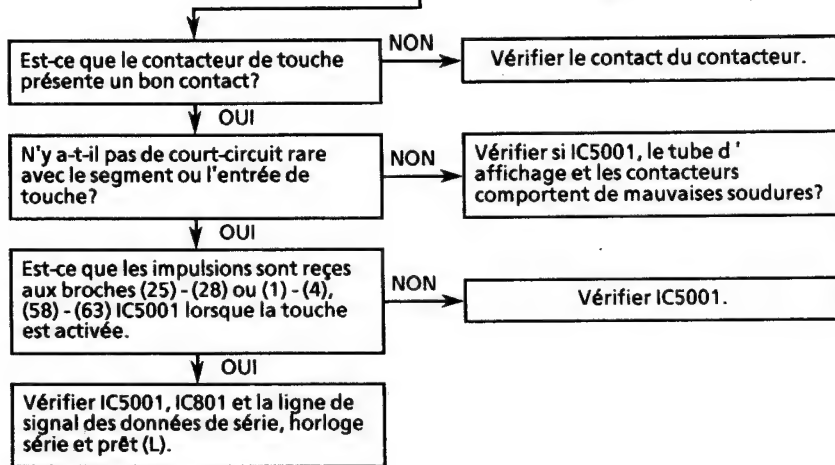 Est-ce que le contacteur de touche
présente un bon contact?
NON
Vérifier le contact du contacteur.
OUI
N'y a-t-il pas de court-circuit rare
avec le segment ou l'entrée de
touche?
NON
Vérifier si IC5001, le tube d '
affichage et les contacteurs
comportent de mauvaises soudures?
OUI
Est-ce que les impulsions sont reçes
aux broches (25) - (28) ou (1) - (4),
(58) - (63) IC5001 lorsque la touche
est activée.
NON
Vérifier IC5001.
OUI
Vérifier IC5001, IC801 et la ligne de
signal des données de série, horloge
série et prêt (L).